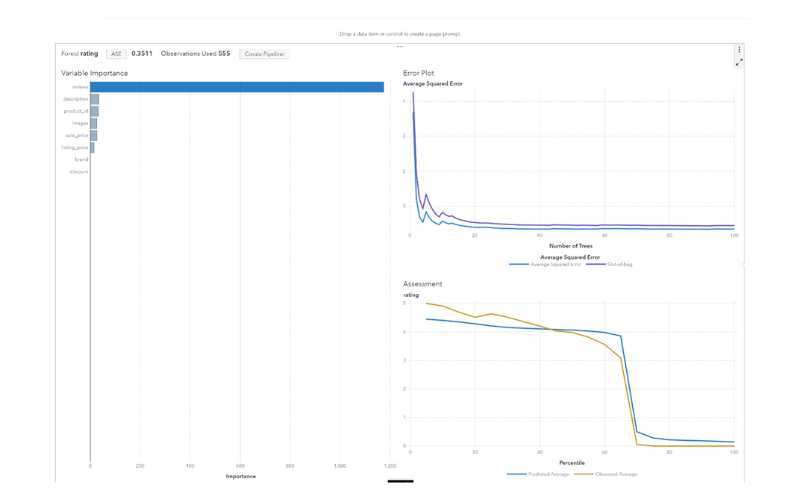 Drop a data item or control to create a page prompt
Forest rating ASE 0.3511 Observations Used 555 Create Pipeline
Variable Importance
reviews
description
product_id
images
sale_price
listing_price
brand
discount
0 200 400 600 800 1,000 1,200
Importance
Error Plot
Average Squared Error
4
3
2
1
0 20 40 60 80 100
Number of Trees
Average Squared Error
Average Squared Error Out-of-bag
Assessment
rating
5
4
3
2
1
0
0 20 40 60 80 100
Percentile
Predicted Average Observed Average